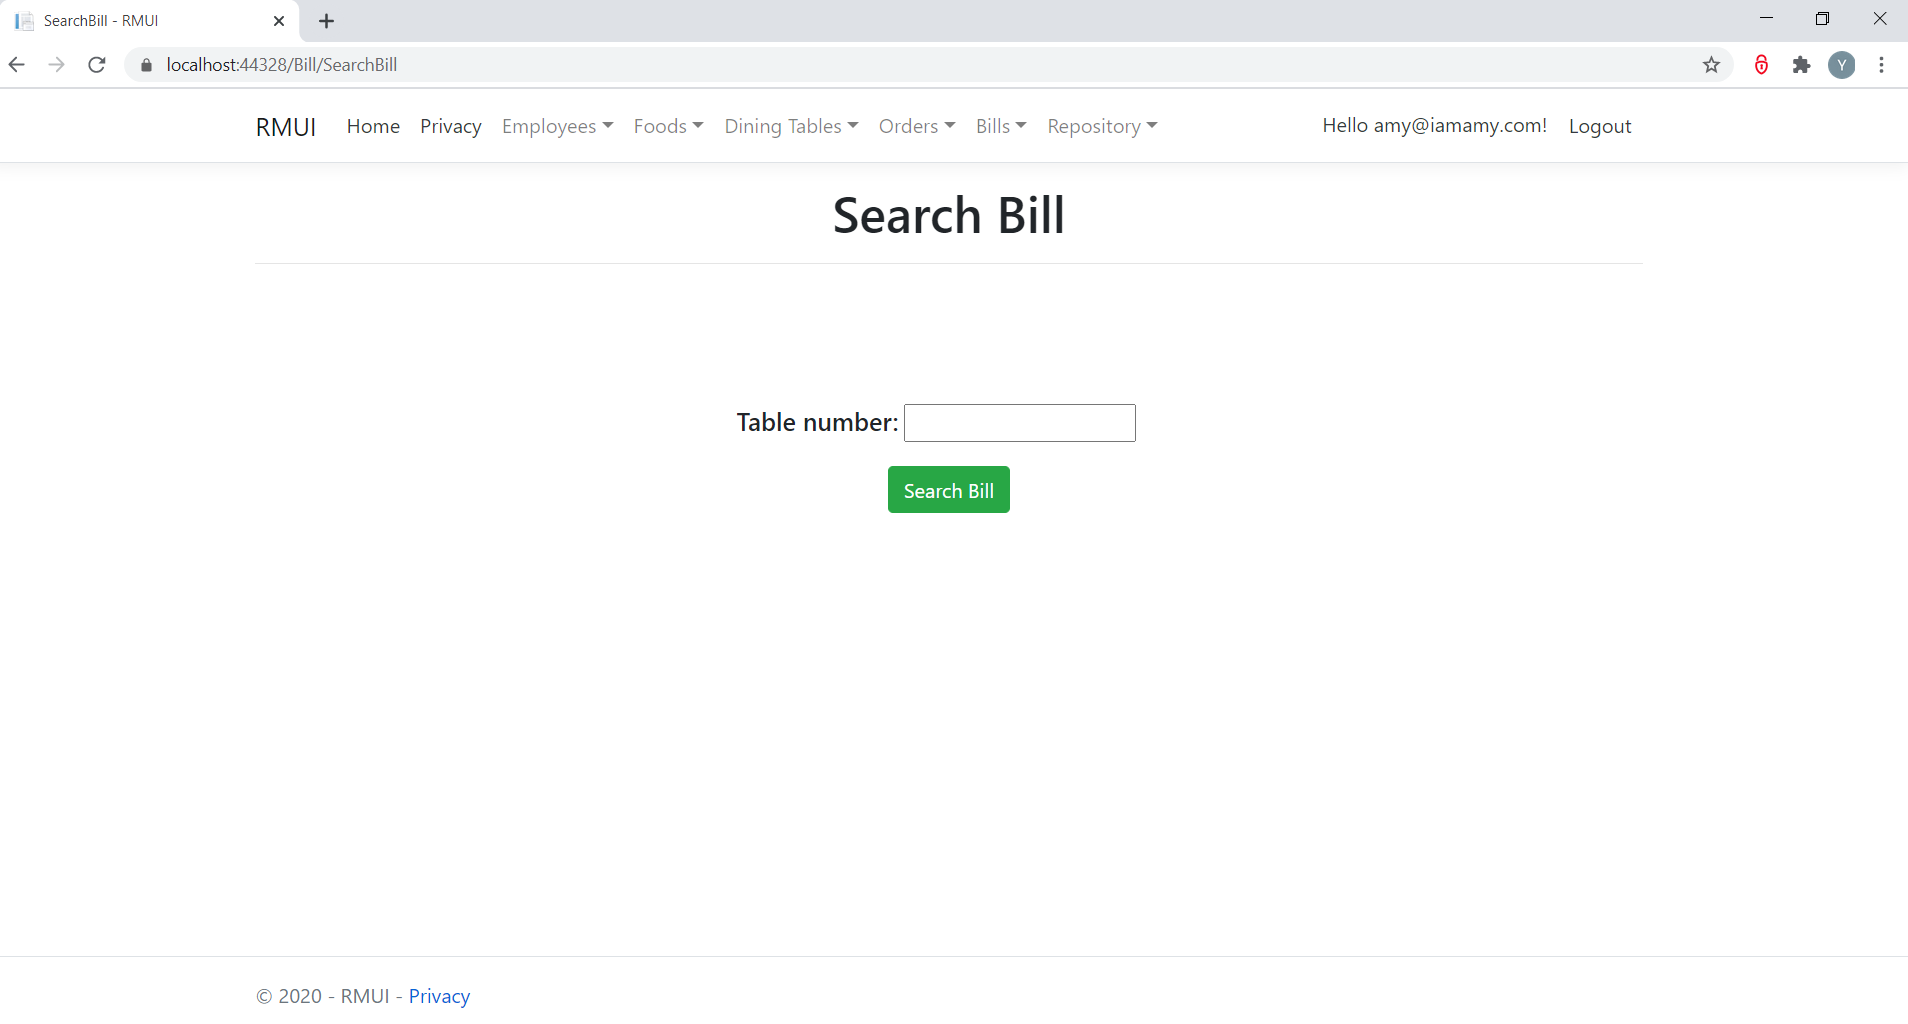 SearchBill - RMUI
localhost:44328/Bill/SearchBill
Y
RMUI Home Privacy Employees Foods Dining Tables Orders Bills Repository Hello amy@iamamy.com! Logout
Search Bill
Table number:
Search Bill
© 2020 - RMUI - Privacy